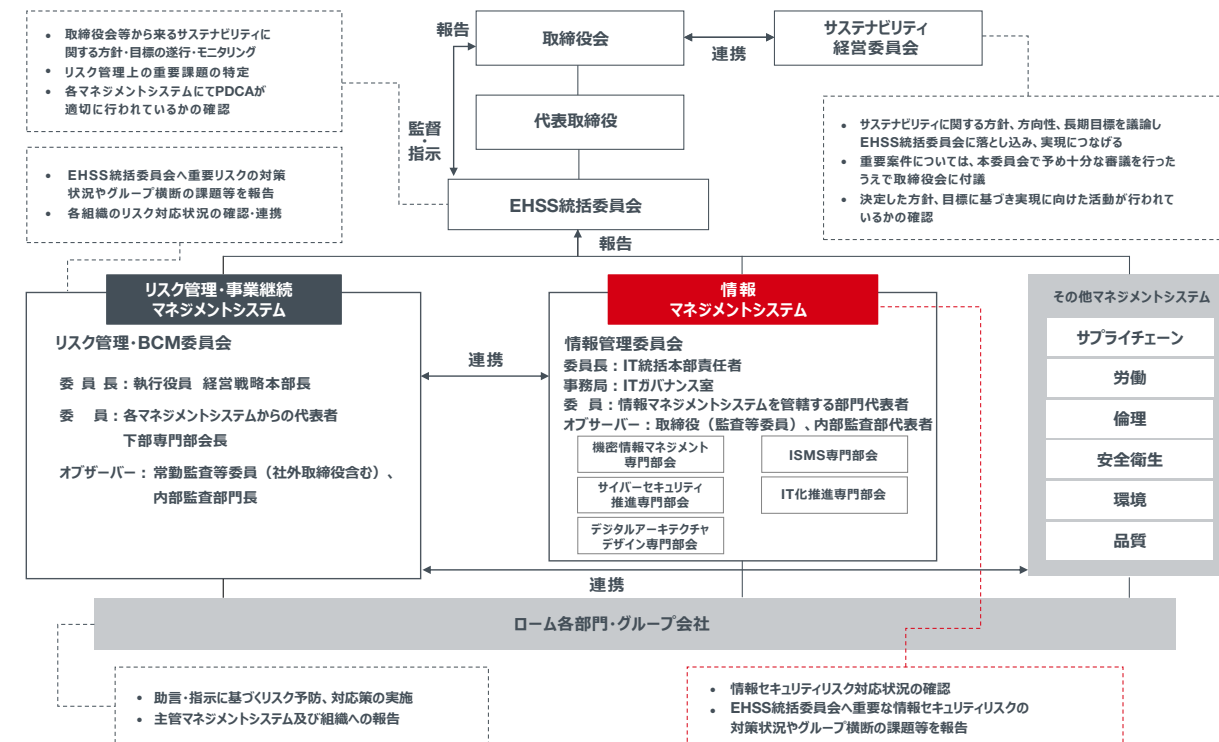 • 取締役会等から来るサステナビリティに
関する方針・目標の遂行・モニタリング
• リスク管理上の重要課題の特定
• 各マネジメントシステムにてPDCAが
適切に行われているかの確認
• EHSS統括委員会へ重要リスクの対策
状況やグループ横断の課題等を報告
• 各組織のリスク対応状況の確認・連携
報告
取締役会
連携
サステナビリティ
経営委員会
代表取締役
監督
・
指示
EHSS統括委員会
• サステナビリティに関する方針、方向性、長期目標を議論し
EHSS統括委員会に落とし込み、実現につなげる
• 重要案件については、本委員会で予め十分な審議を行った
うえで取締役会に付議
• 決定した方針、目標に基づき実現に向けた活動が行われて
いるかの確認
報告
リスク管理・事業継続
マネジメントシステム
リスク管理・BCM委員会
委 員 長：執行役員 経営戦略本部長
委 員：各マネジメントシステムからの代表者
下部専門部会長
オブザーバー：常勤監査等委員（社外取締役含む）、
内部監査部門長
連携
情報
マネジメントシステム
情報管理委員会
委員長：IT統括本部責任者
事務局：ITガバナンス室
委 員：情報マネジメントシステムを管轄する部門代表者
オブサーバー：取締役（監査等委員）、内部監査部代表者
機密情報マネジメント
専門部会
ISMS専門部会
サイバーセキュリティ
推進専門部会
IT化推進専門部会
デジタルアーキテクチャ
デザイン専門部会
その他マネジメントシステム
サプライチェーン
労働
倫理
安全衛生
環境
品質
連携
ローム各部門・グループ会社
• 助言・指示に基づくリスク予防、対応策の実施
• 主管マネジメントシステム及び組織への報告
• 情報セキュリティリスク対応状況の確認
• EHSS統括委員会へ重要な情報セキュリティリスクの
対策状況やグループ横断の課題等を報告